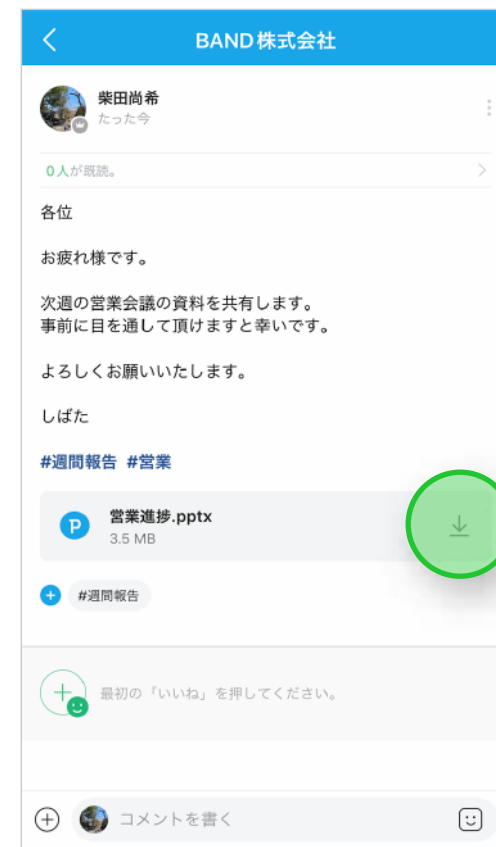 BAND株式会社
柴田尚希
たった今
0人が既読。
各位
お疲れ様です。
次週の営業会議の資料を共有します。
事前に目を通して頂けますと幸いです。
よろしくお願いいたします。
しばた
#週間報告 #営業
P 営業進捗.pptx
3.5 MB
#週間報告
最初の「いいね」を押してください。
コメントを書く